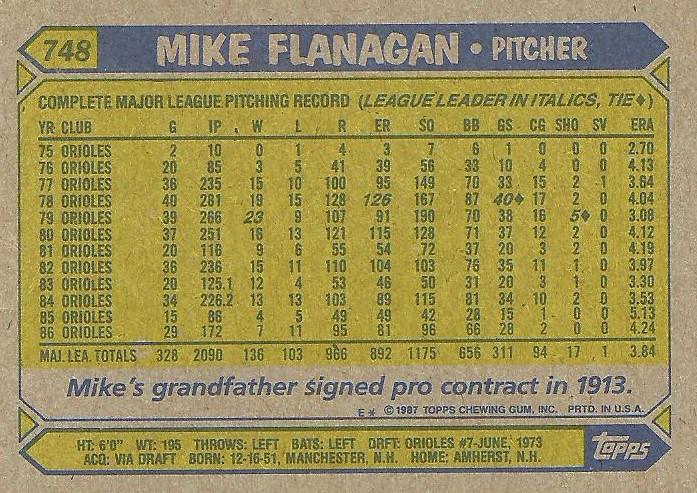 748 MIKE FLANAGAN • PITCHER
COMPLETE MAJOR LEAGUE PITCHING RECORD (LEAGUE LEADER IN ITALICS, TIE♦)
YR CLUB G IP W L R ER SO BB GS CG SHO SV ERA
75 ORIOLES 2 10 0 1 4 3 7 6 1 0 0 0 2.70
76 ORIOLES 20 85 3 5 41 39 56 33 10 4 0 0 4.13
77 ORIOLES 36 235 15 10 100 95 149 70 33 15 2 1 3.64
78 ORIOLES 40 281 19 15 128 126 167 87 40♦ 17 2 0 4.04
79 ORIOLES 39 266 23 9 107 91 190 70 38 16 5♦ 0 3.08
80 ORIOLES 37 251 16 13 121 115 128 71 37 12 2 0 4.12
81 ORIOLES 20 116 9 6 55 54 72 37 20 3 2 0 4.19
82 ORIOLES 36 236 15 11 110 104 103 76 35 11 1 0 3.97
83 ORIOLES 20 125.1 12 4 53 46 50 31 20 3 1 0 3.30
84 ORIOLES 34 226.2 13 13 103 89 115 81 34 10 2 0 3.53
85 ORIOLES 15 86 4 5 49 49 42 28 15 1 0 0 5.13
86 ORIOLES 29 172 7 11 95 81 96 66 28 2 0 0 4.24
MAJ. LEA. TOTALS 328 2090 136 103 966 892 1175 656 311 94 17 1 3.84
Mike's grandfather signed pro contract in 1913.
E* © 1987 TOPPS CHEWING GUM, INC. PRTD. IN U.S.A.
HT: 6'0" WT: 195 THROWS: LEFT BATS: LEFT DRFT: ORIOLES #7-JUNE, 1973
ACQ: VIA DRAFT BORN: 12-16-51, MANCHESTER, N.H. HOME: AMHERST, N.H.
topps